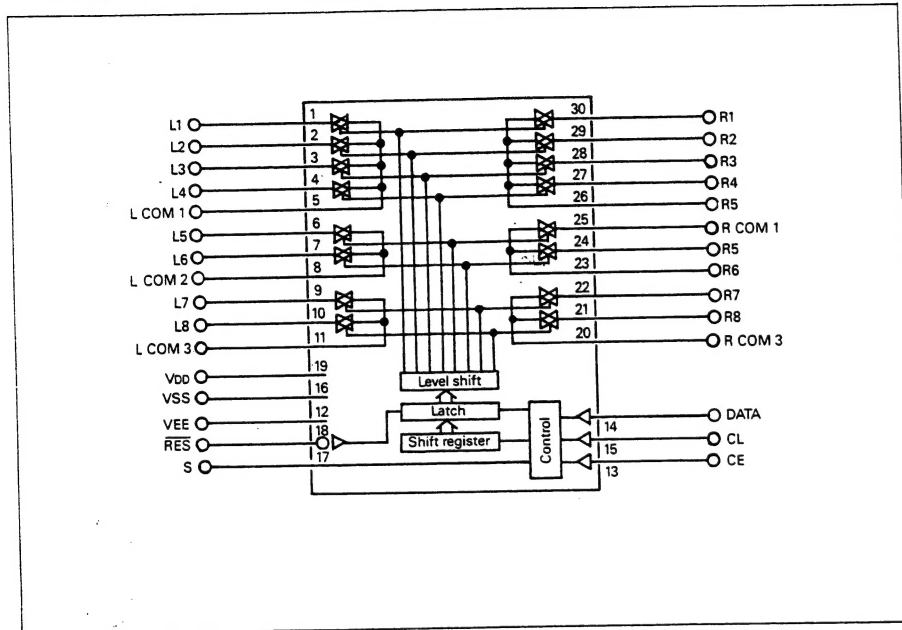 L1 1 30 R1
L2 2 29 R2
L3 3 28 R3
L4 4 27 R4
L COM 1 5 26 R5
L5 6 25 R COM 1
L6 7 24 R5
L COM 2 8 23 R6
L7 9 22 R7
L8 10 21 R8
L COM 3 11 20 R COM 3
VDD 19
Level shift
VSS 16
VEE 12
Latch
DATA
14
RES 18
Shift register
Control
CL
15
S 17
CE
13